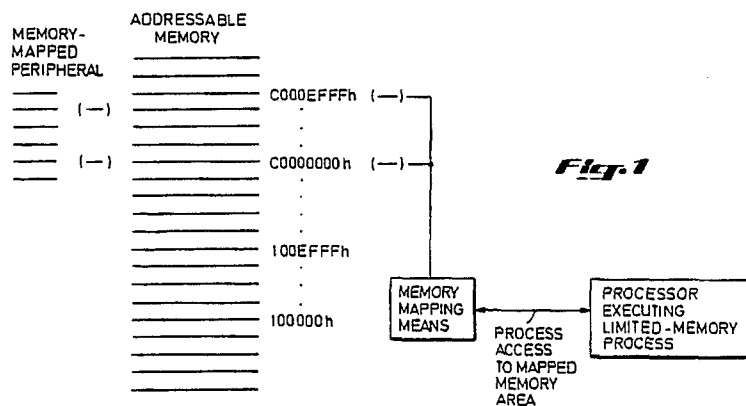 MEMORY-
MAPPED
PERIPHERAL
ADDRESSABLE
MEMORY
C000EFFFh
C0000000h
100EFFFh
100000h
Fig. 1
MEMORY
MAPPING
MEANS
PROCESS
ACCESS
TO MAPPED
MEMORY
AREA
PROCESSOR
EXECUTING
LIMITED-MEMORY
PROCESS